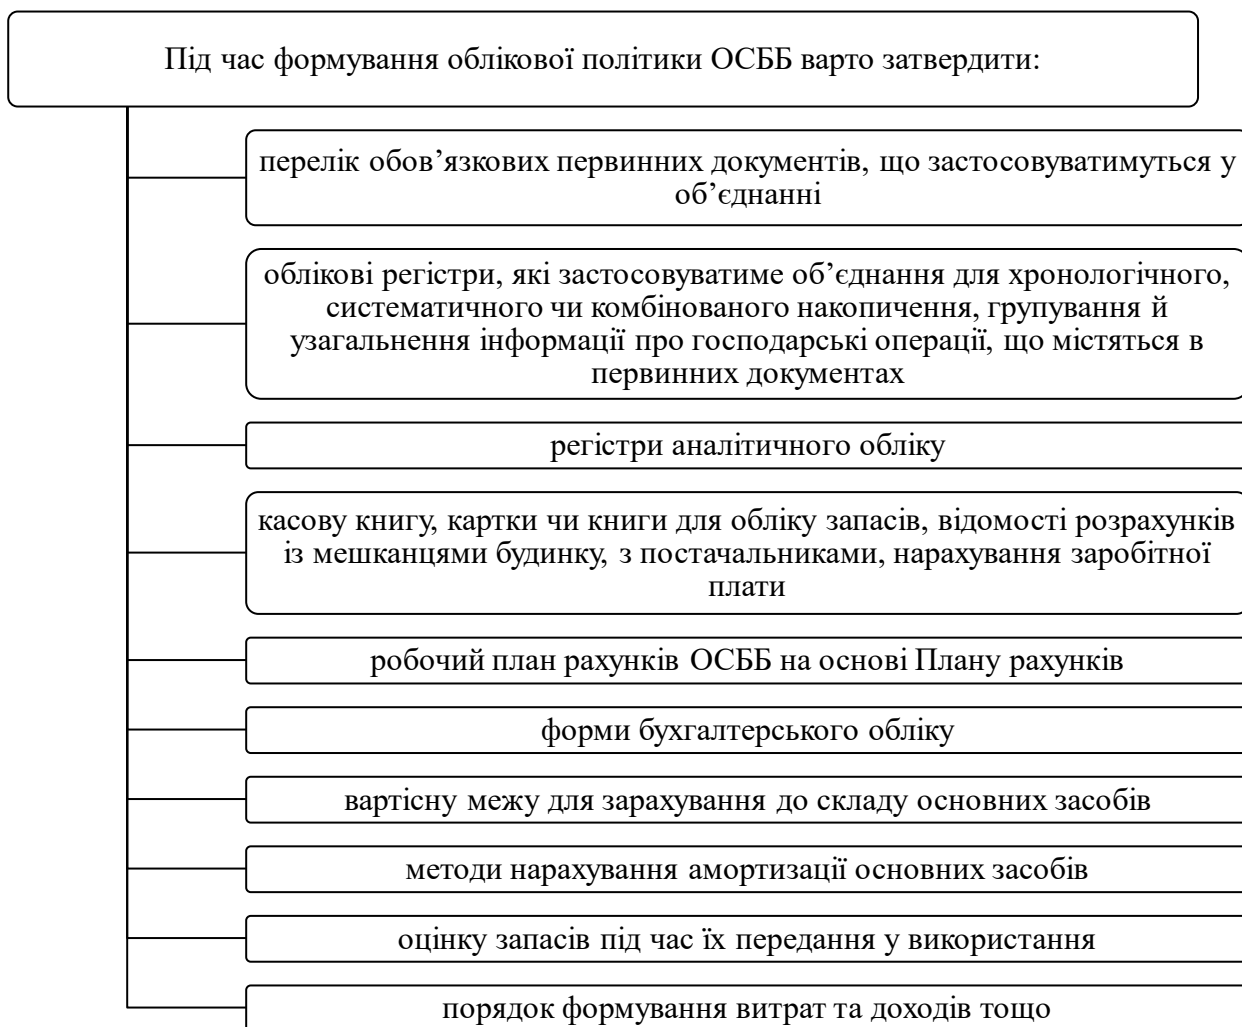 Під час формування облікової політики ОСББ варто затвердити:
перелік обов’язкових первинних документів, що застосовуватимуться у
об’єднанні
облікові регістри, які застосовуватиме об’єднання для хронологічного,
систематичного чи комбінованого накопичення, групування й
узагальнення інформації про господарські операції, що містяться в
первинних документах
регістри аналітичного обліку
касову книгу, картки чи книги для обліку запасів, відомості розрахунків
із мешканцями будинку, з постачальниками, нарахування заробітної
плати
робочий план рахунків ОСББ на основі Плану рахунків
форми бухгалтерського обліку
вартісну межу для зарахування до складу основних засобів
методи нарахування амортизації основних засобів
оцінку запасів під час їх передання у використання
порядок формування витрат та доходів тощо